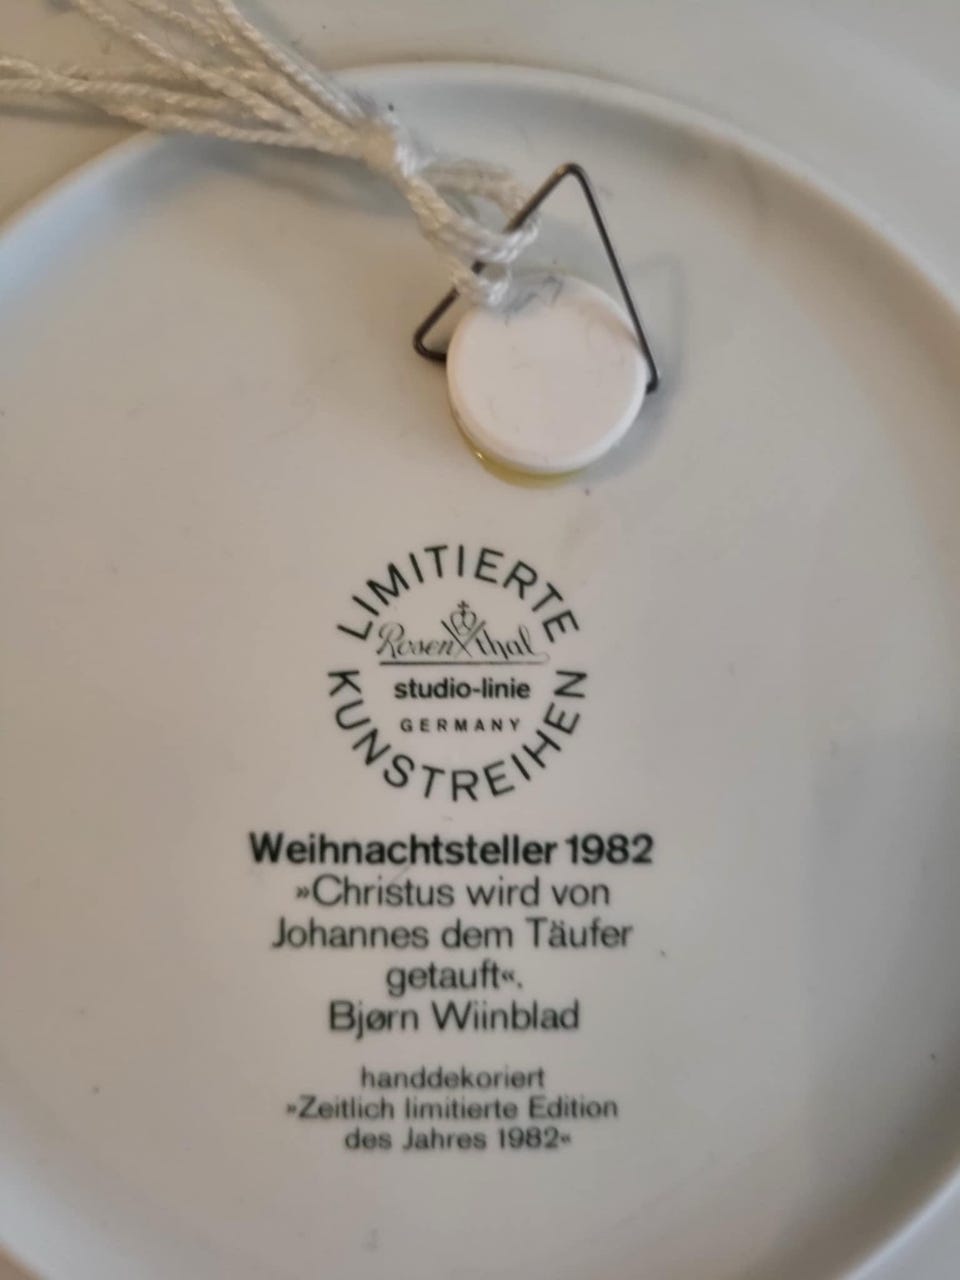 LIMITIERTE
Rosenthal
studio-linie
GERMANY
KUNSTREIHEN
Weihnachtsteller 1982
»Christus wird von
Johannes dem Täufer
getauft«.
Bjørn Wiinblad
handdekoriert
»Zeitlich limitierte Edition
des Jahres 1982«